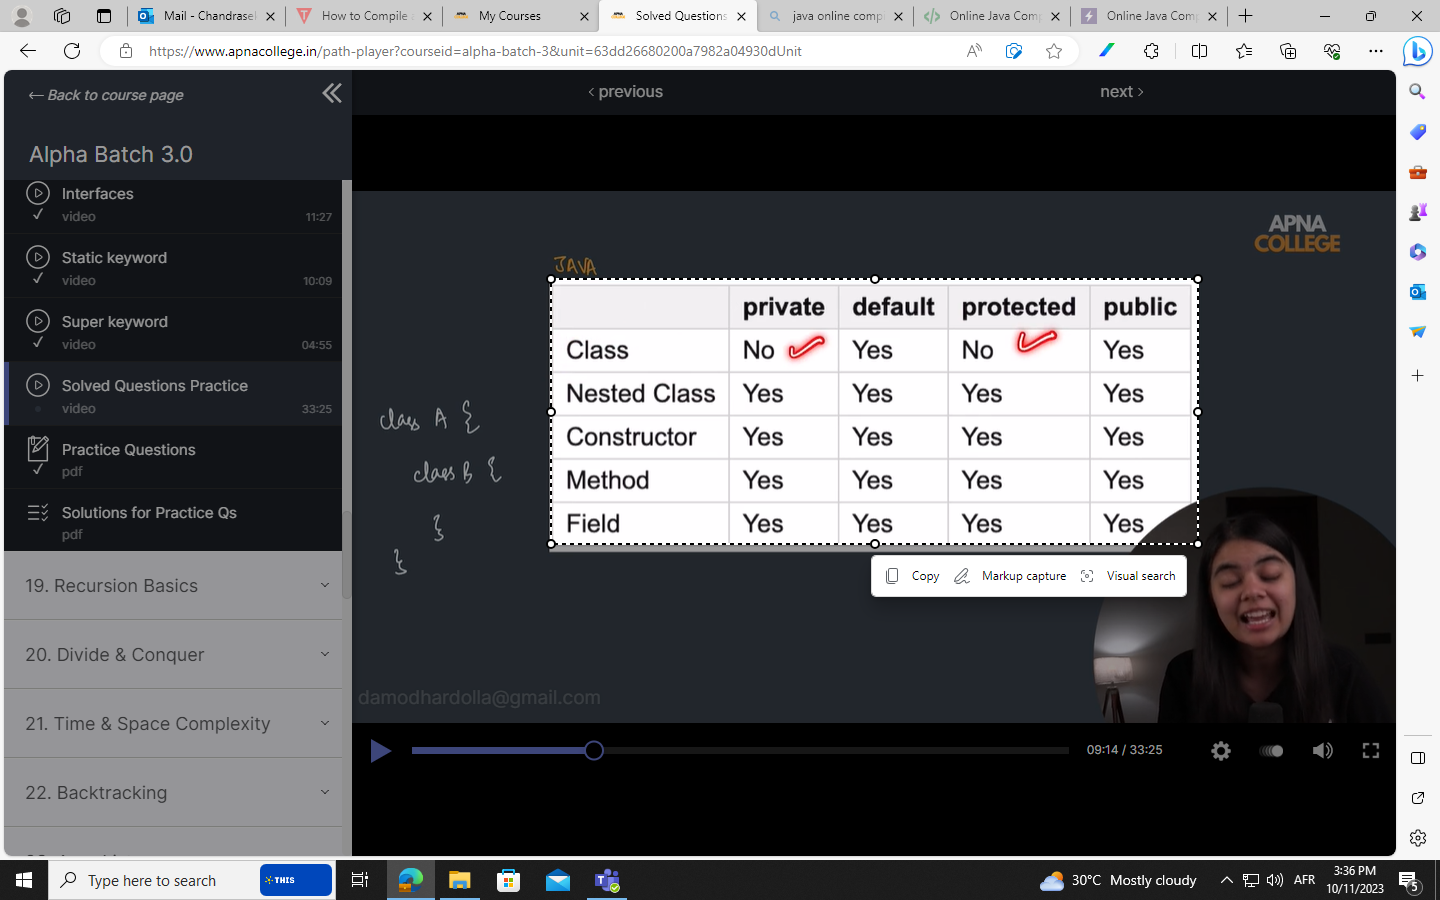 Mail - Chandrasel
How to Compile
My Courses
Solved Questions
java online comp
Online Java Comp
Online Java Comp
https://www.apnacollege.in/path-player?courseid=alpha-batch-3&unit=63dd26680200a7982a04930dUnit
← Back to course page
‹ previous
next ›
Alpha Batch 3.0
Interfaces
video 11:27
Static keyword
video 10:09
Super keyword
video 04:55
Solved Questions Practice
video 33:25
Practice Questions
pdf
Solutions for Practice Qs
pdf
19. Recursion Basics
20. Divide & Conquer
21. Time & Space Complexity
22. Backtracking
APNA
COLLEGE
JAVA
private default protected public
Class No Yes No Yes
Nested Class Yes Yes Yes Yes
Constructor Yes Yes Yes Yes
Method Yes Yes Yes Yes
Field Yes Yes Yes Yes
class A {
class B {
}
}
Copy Markup capture Visual search
damodhardolla@gmail.com
09:14 / 33:25
Type here to search
THIS
30°C Mostly cloudy
AFR
3:36 PM
10/11/2023
5